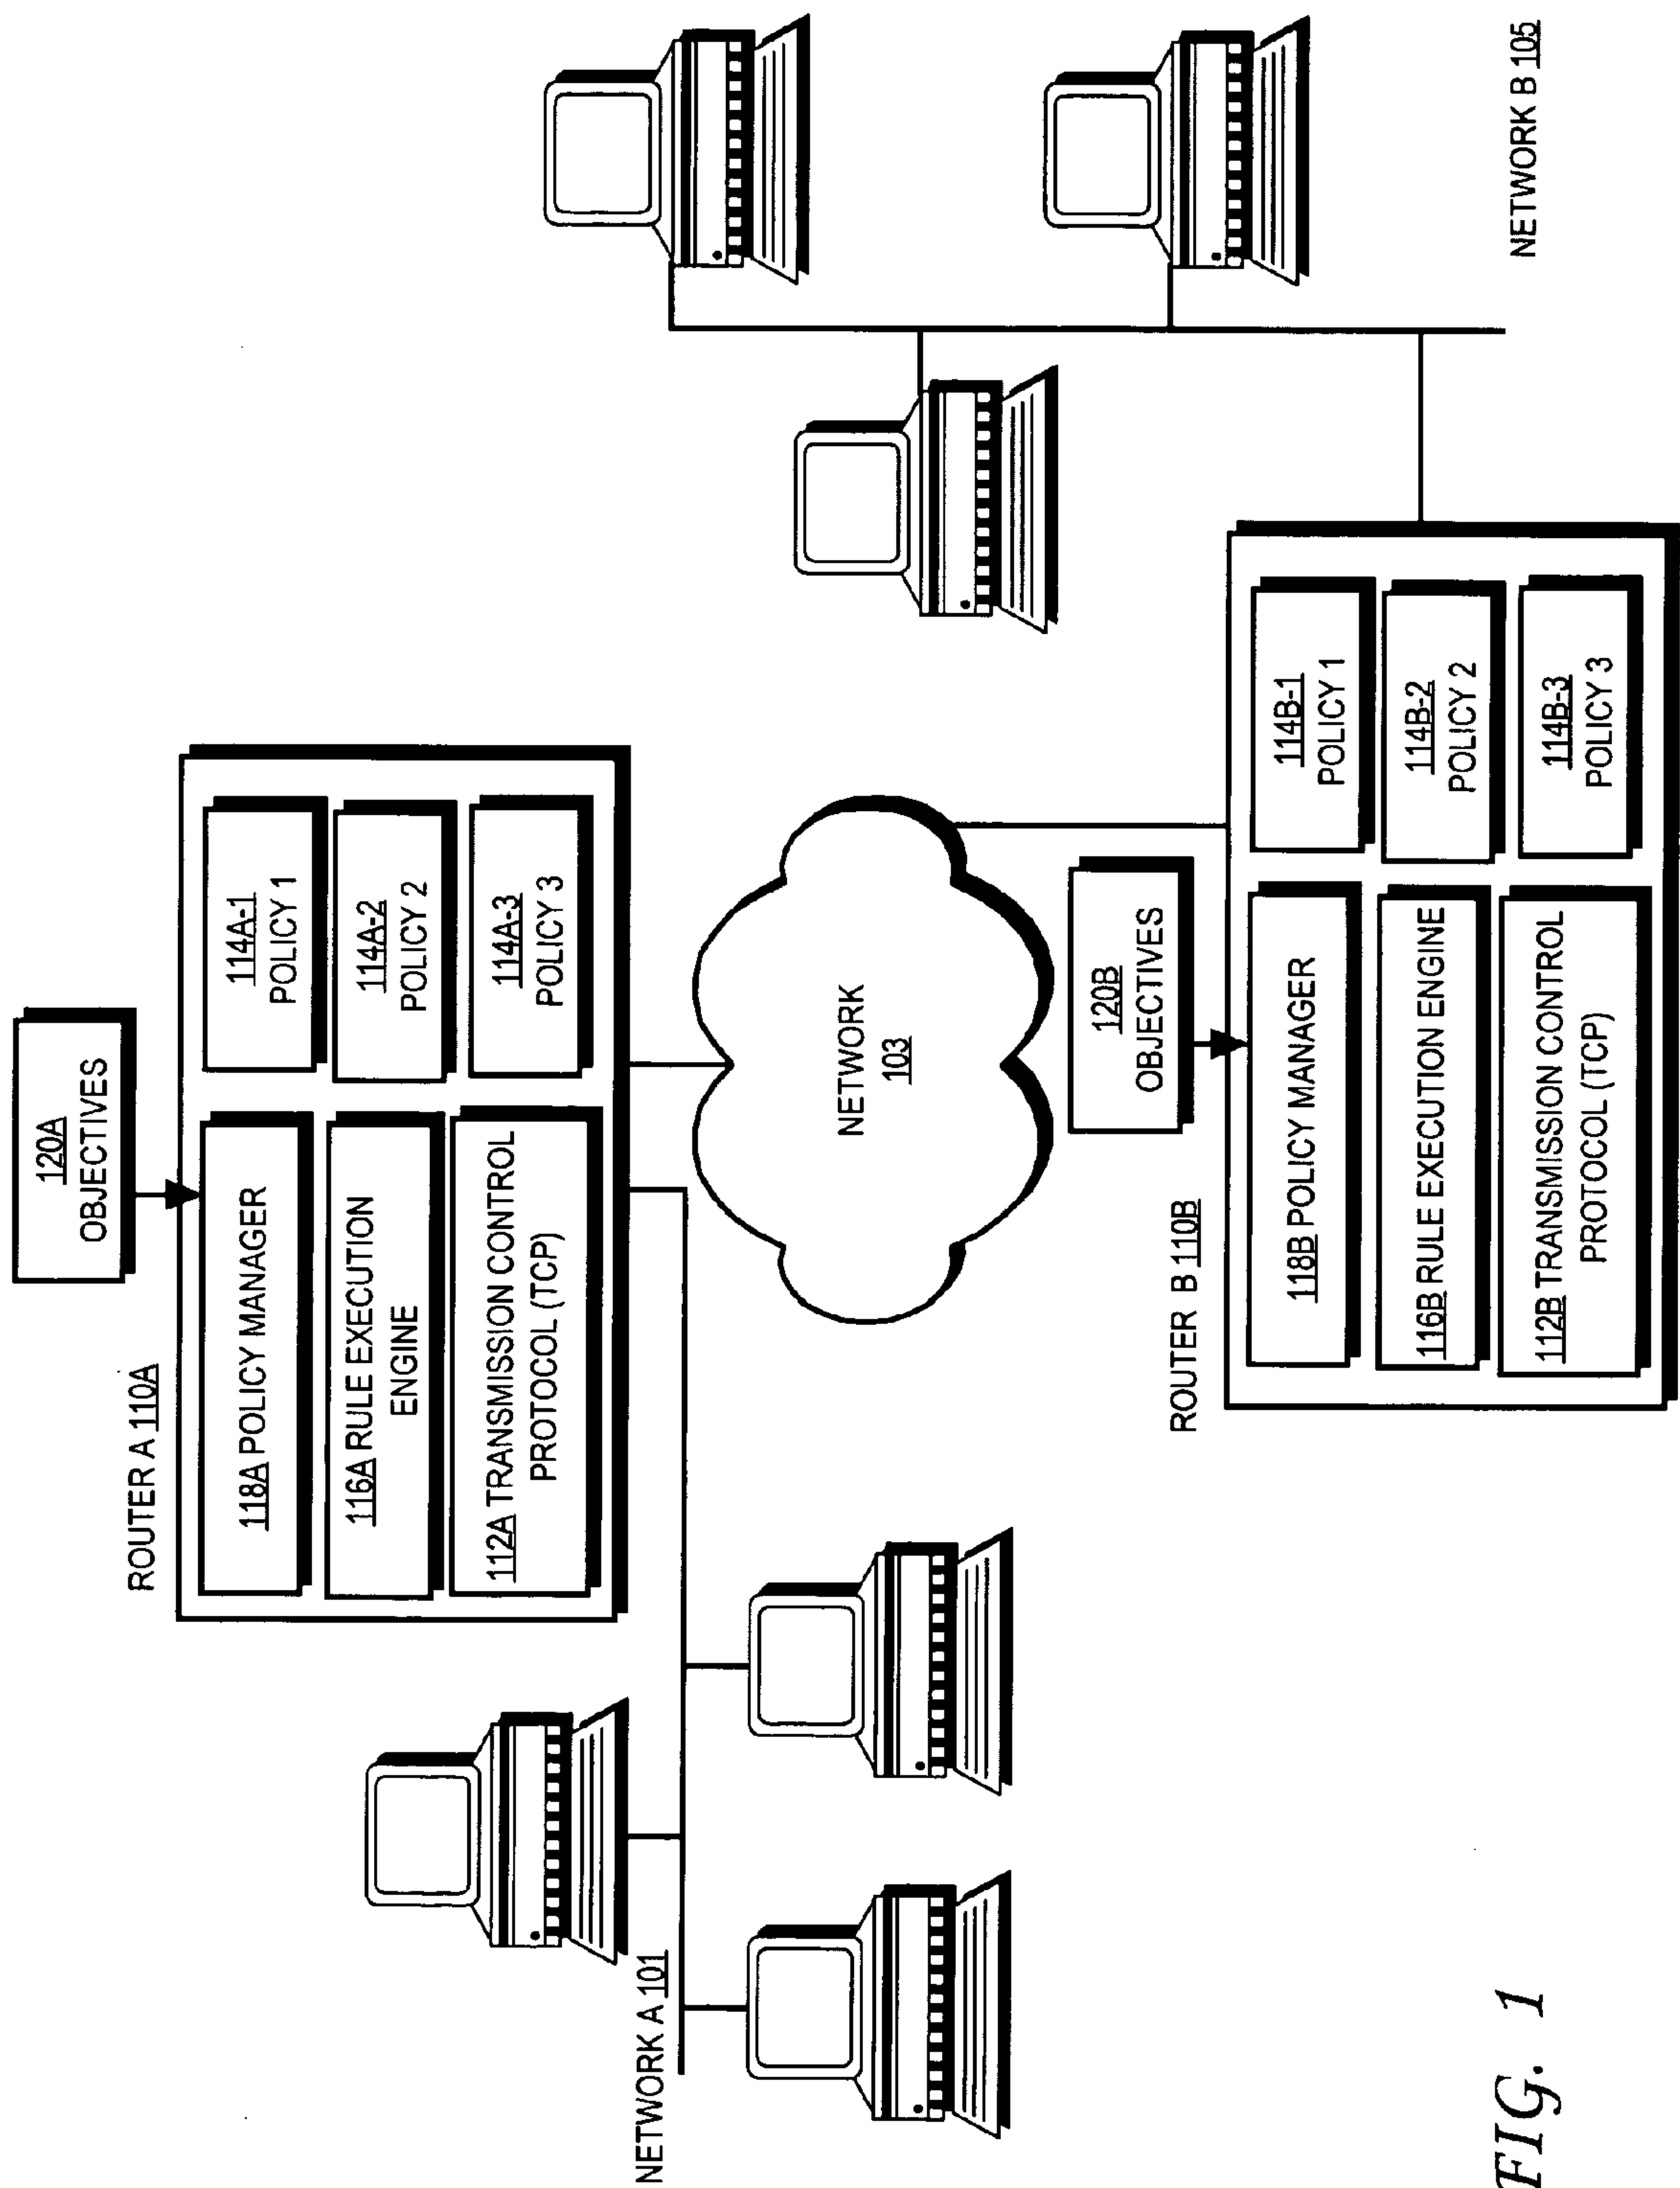 120A
OBJECTIVES
ROUTER A 110A
118A POLICY MANAGER
116A RULE EXECUTION
ENGINE
112A TRANSMISSION CONTROL
PROTOCOL (TCP)
114A-1
POLICY 1
114A-2
POLICY 2
114A-3
POLICY 3
NETWORK A 101
NETWORK
103
120B
OBJECTIVES
ROUTER B 110B
118B POLICY MANAGER
116B RULE EXECUTION ENGINE
112B TRANSMISSION CONTROL
PROTOCOL (TCP)
114B-1
POLICY 1
114B-2
POLICY 2
114B-3
POLICY 3
NETWORK B 105
FIG. 1